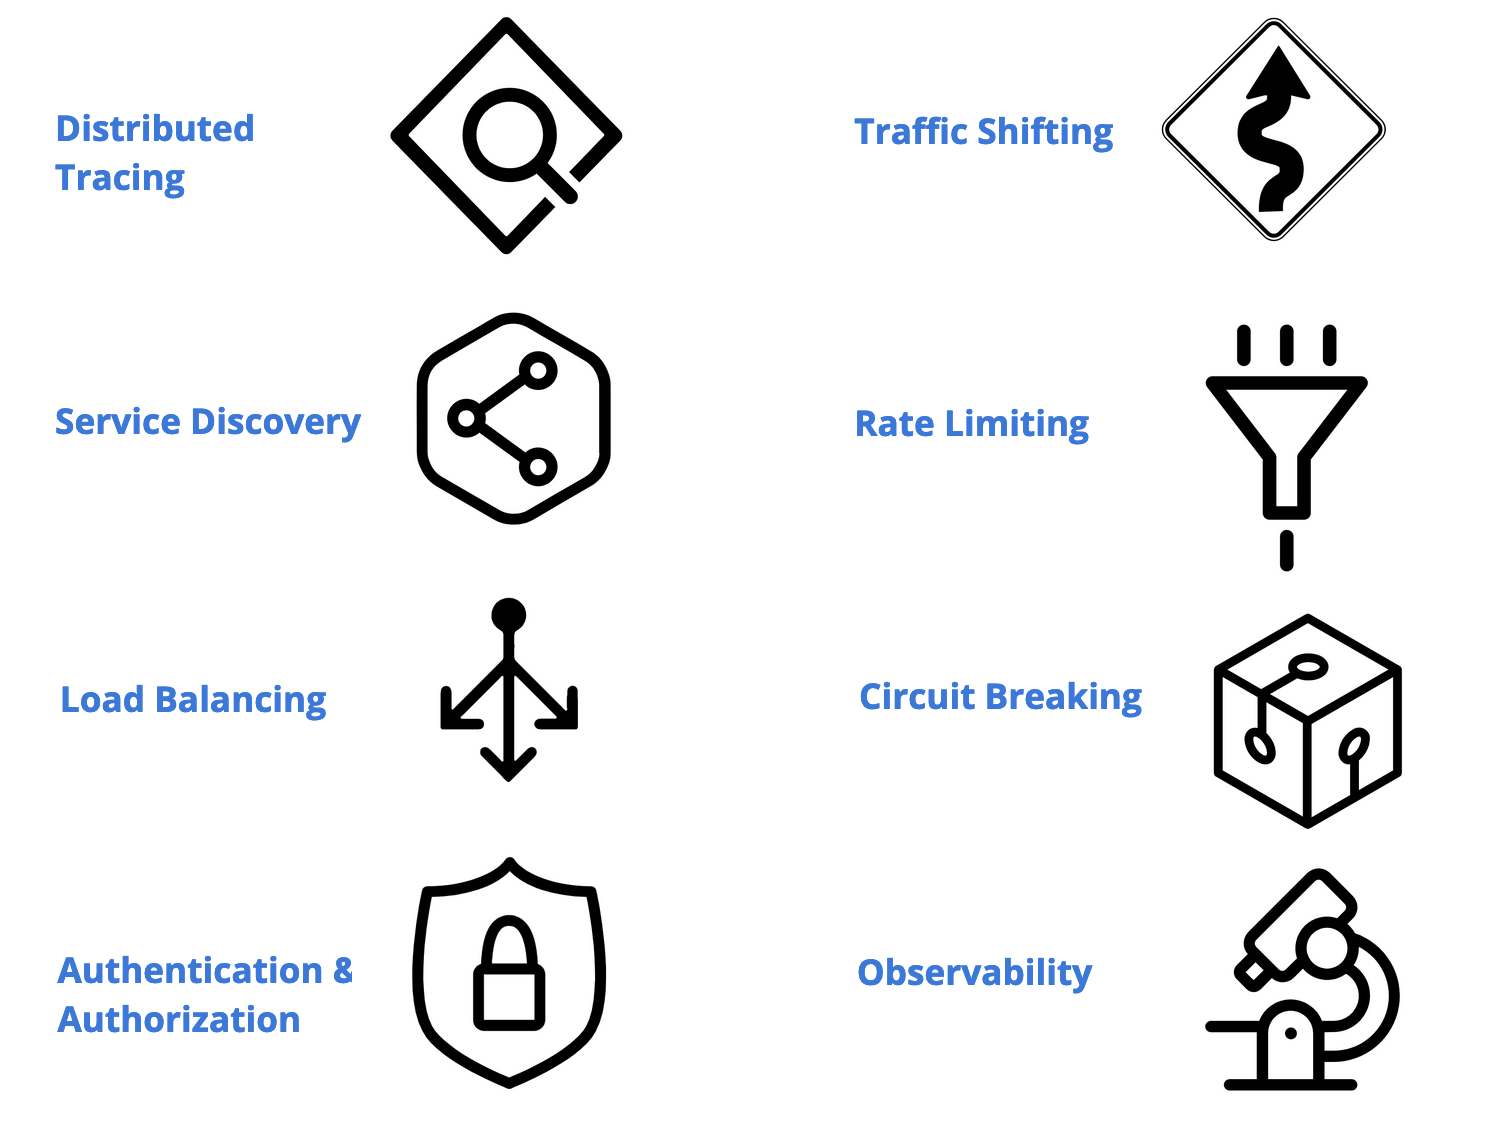 Distributed
Tracing
Traffic Shifting
Service Discovery
Rate Limiting
Load Balancing
Circuit Breaking
Authentication &
Authorization
Observability